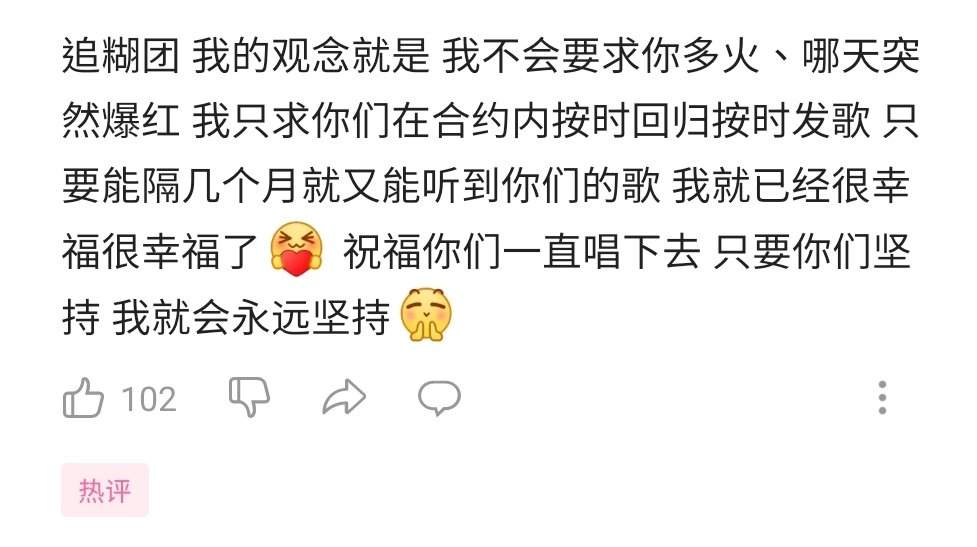 追糊团 我的观念就是 我不会要求你多火、哪天突
然爆红 我只求你们在合约内按时回归按时发歌 只
要能隔几个月就又能听到你们的歌 我就已经很幸
福很幸福了 祝福你们一直唱下去 只要你们坚
持 我就会永远坚持
102
热评